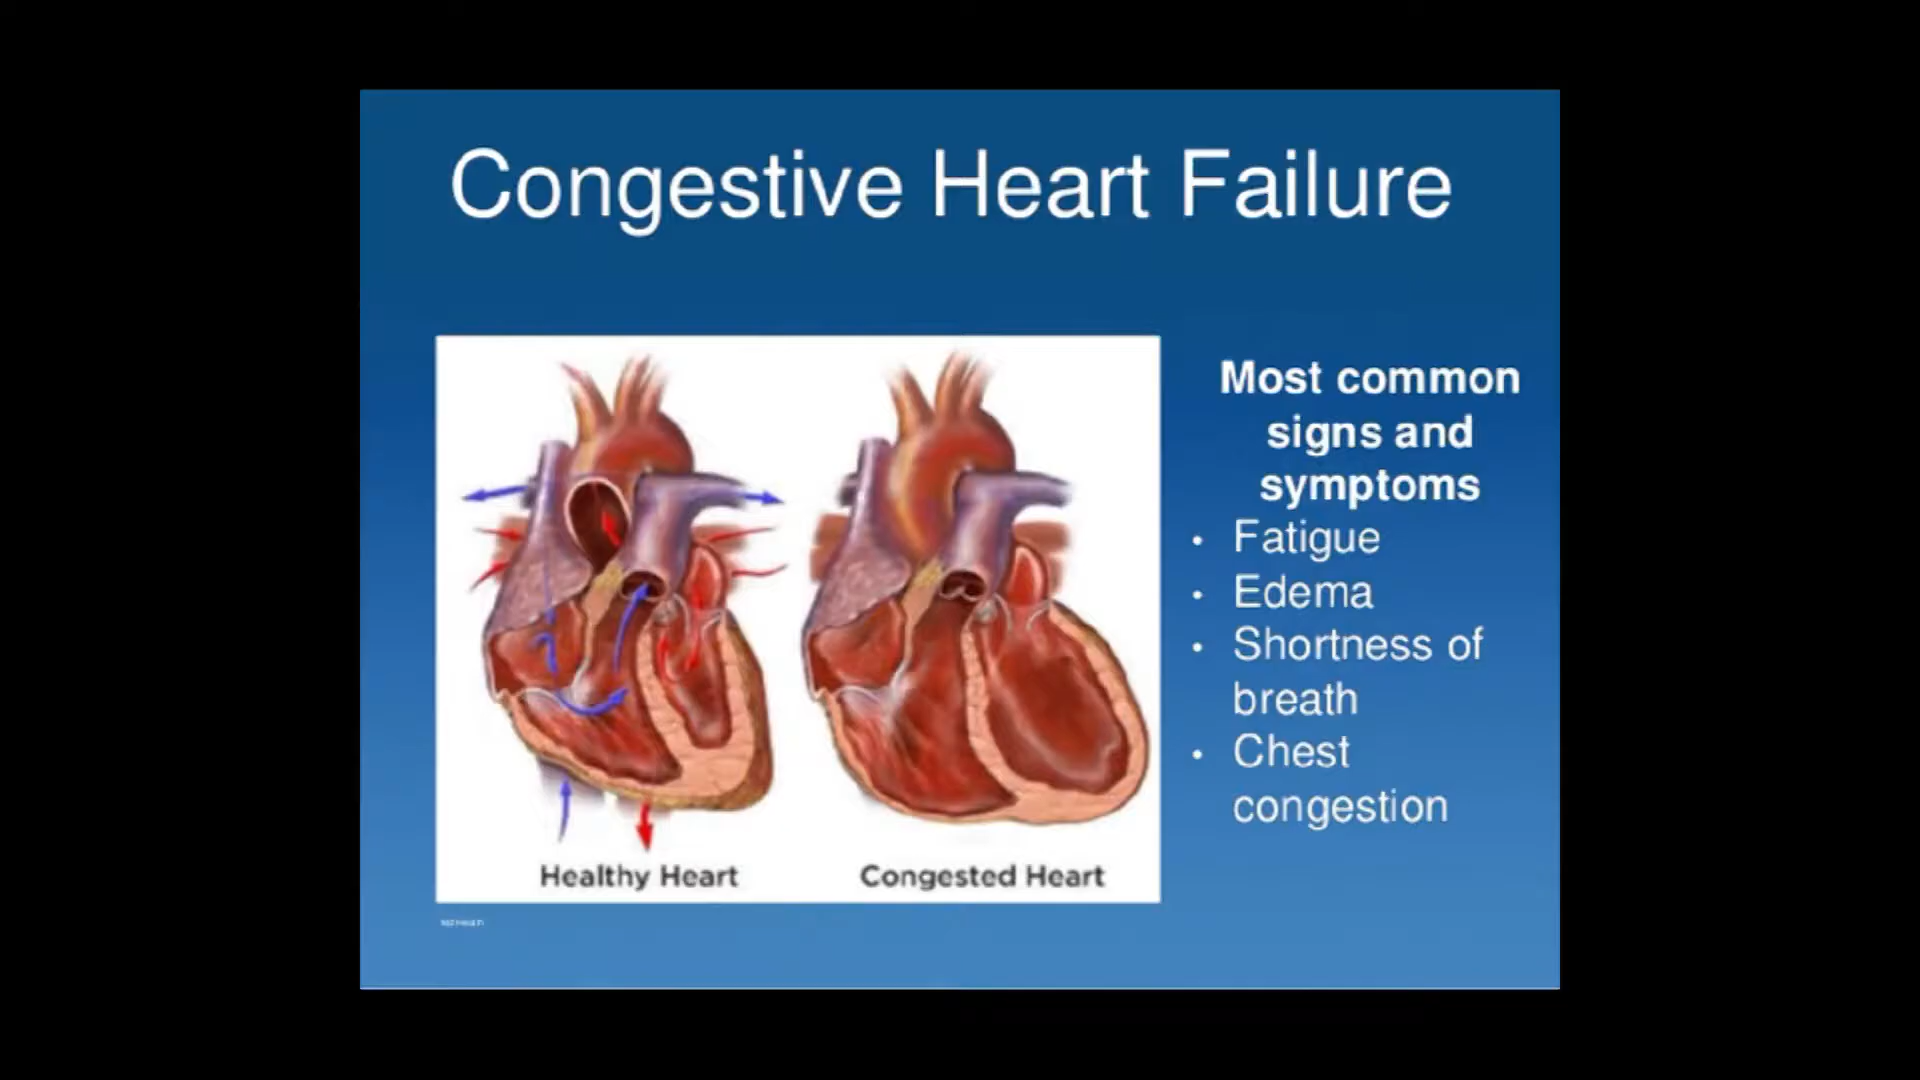 Congestive Heart Failure
Most common
signs and
symptoms
• Fatigue
• Edema
• Shortness of
breath
• Chest
congestion
Healthy Heart
Congested Heart